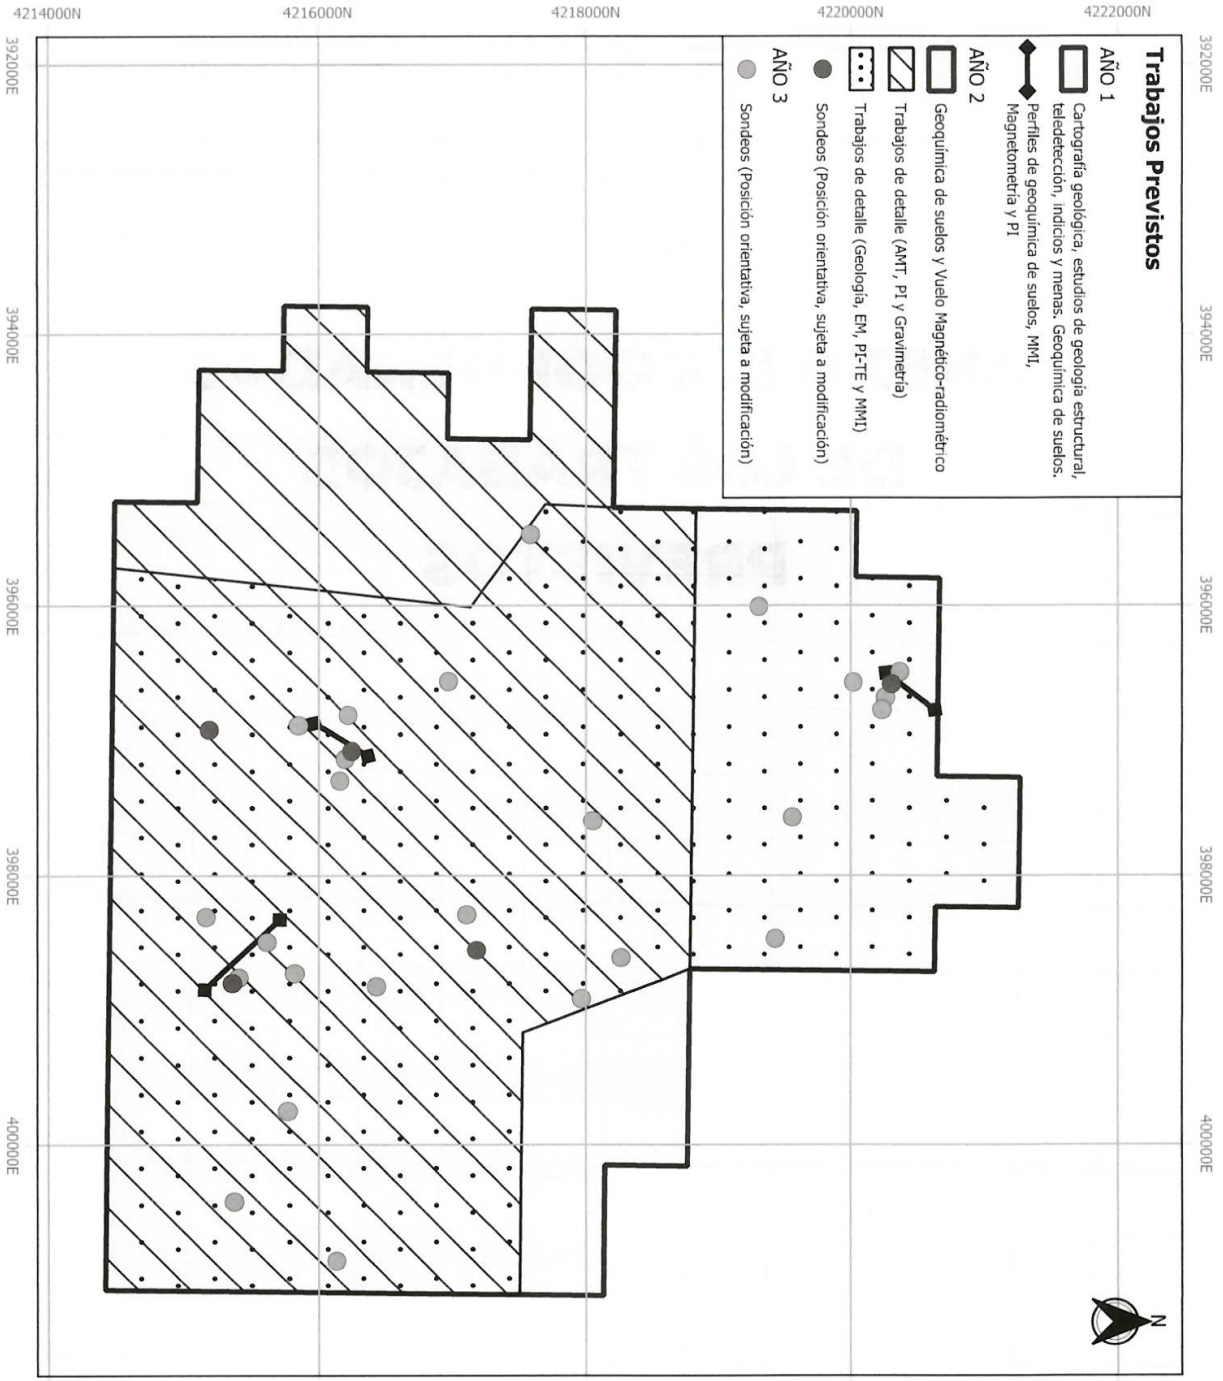 Trabajos Previstos
AÑO 1
Cartografía geológica, estudios de geología estructural,
teledetección, indicios y menas. Geoquímica de suelos.
Perfiles de geoquímica de suelos, MMI,
Magnetometría y PI
AÑO 2
Geoquímica de suelos y Vuelo Magnético-radiométrico
Trabajos de detalle (AMT, PI y Gravimetría)
Trabajos de detalle (Geología, EM, PI-TE y MMI)
Sondeos (Posición orientativa, sujeta a modificación)
AÑO 3
Sondeos (Posición orientativa, sujeta a modificación)
N
392000E
394000E
396000E
398000E
400000E
392000E
394000E
396000E
398000E
400000E
4222000N
4220000N
4218000N
4216000N
4214000N